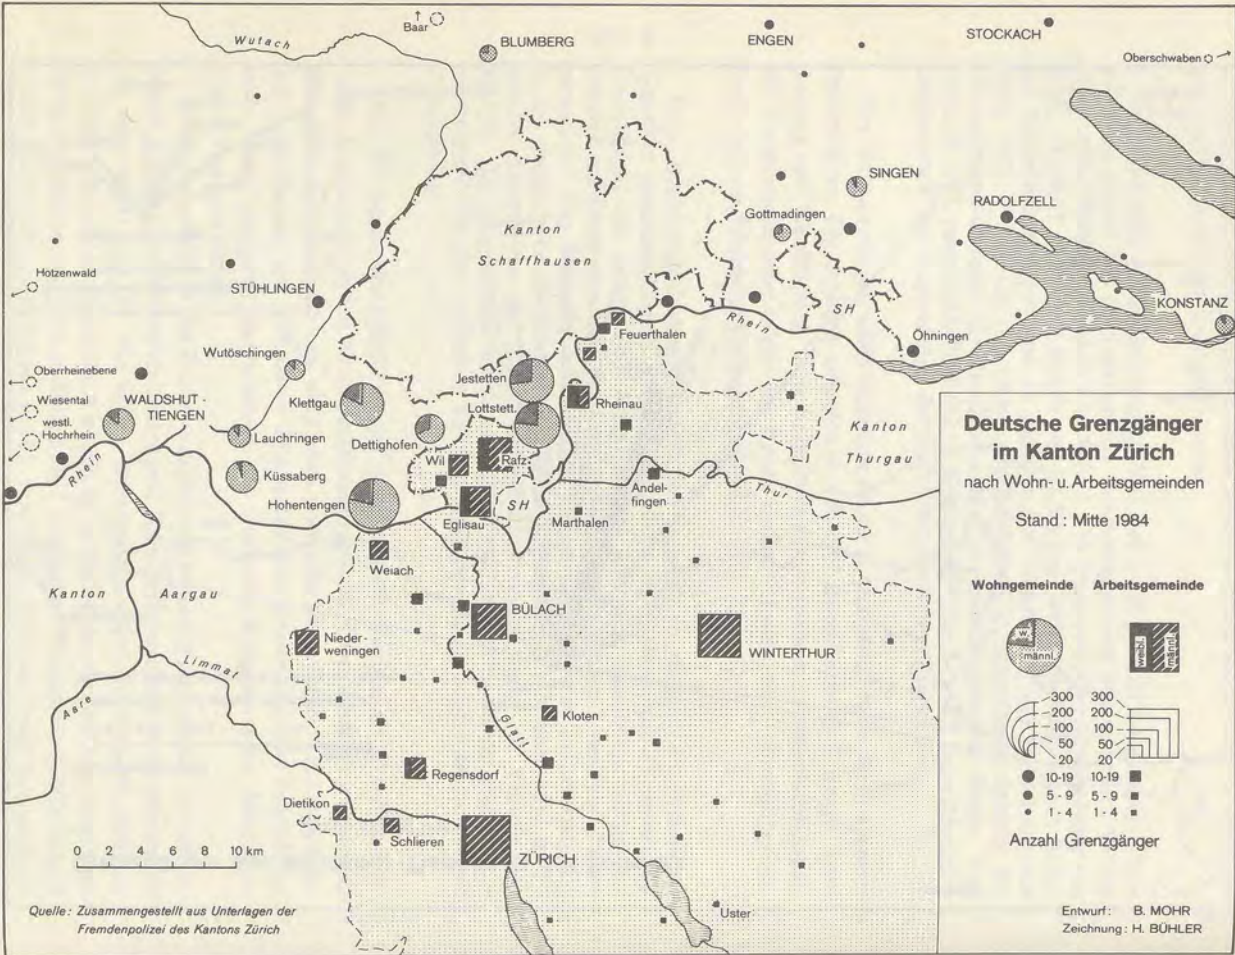 Wutach
Baar
BLUMBERG
ENGEN
STOCKACH
Oberschwaben
SINGEN
Gottmadingen
RADOLFZELL
Kanton
Schaffhausen
Hotzenwald
STÜHLINGEN
SH
KONSTANZ
Rhein
Feuerthalen
Öhningen
Wutöschingen
Oberrheinebene
Jestetten
Wiesental
WALDSHUT-
TIENGEN
Klettgau
Lottstett.
Rheinau
westl.
Hochrhein
Lauchringen
Dettighofen
Kanton
Thurgau
Wil
Rafz
Rhein
Küssaberg
Andel-
fingen
Thur
Hohentengen
SH
Eglisau
Marthalen
Weiach
Kanton
Aargau
BÜLACH
Nieder-
weningen
WINTERTHUR
Limmat
Aare
Kloten
Glatt
Regensdorf
Dietikon
Schlieren
ZÜRICH
Uster
0 2 4 6 8 10 km
Quelle: Zusammengestellt aus Unterlagen der
Fremdenpolizei des Kantons Zürich
Deutsche Grenzgänger
im Kanton Zürich
nach Wohn- u. Arbeitsgemeinden
Stand : Mitte 1984
Wohngemeinde Arbeitsgemeinde
w.
männl.
weibl.
männl.
300 300
200 200
100 100
50 50
20 20
10-19 10-19
5-9 5-9
1-4 1-4
Anzahl Grenzgänger
Entwurf: B. MOHR
Zeichnung: H. BÜHLER